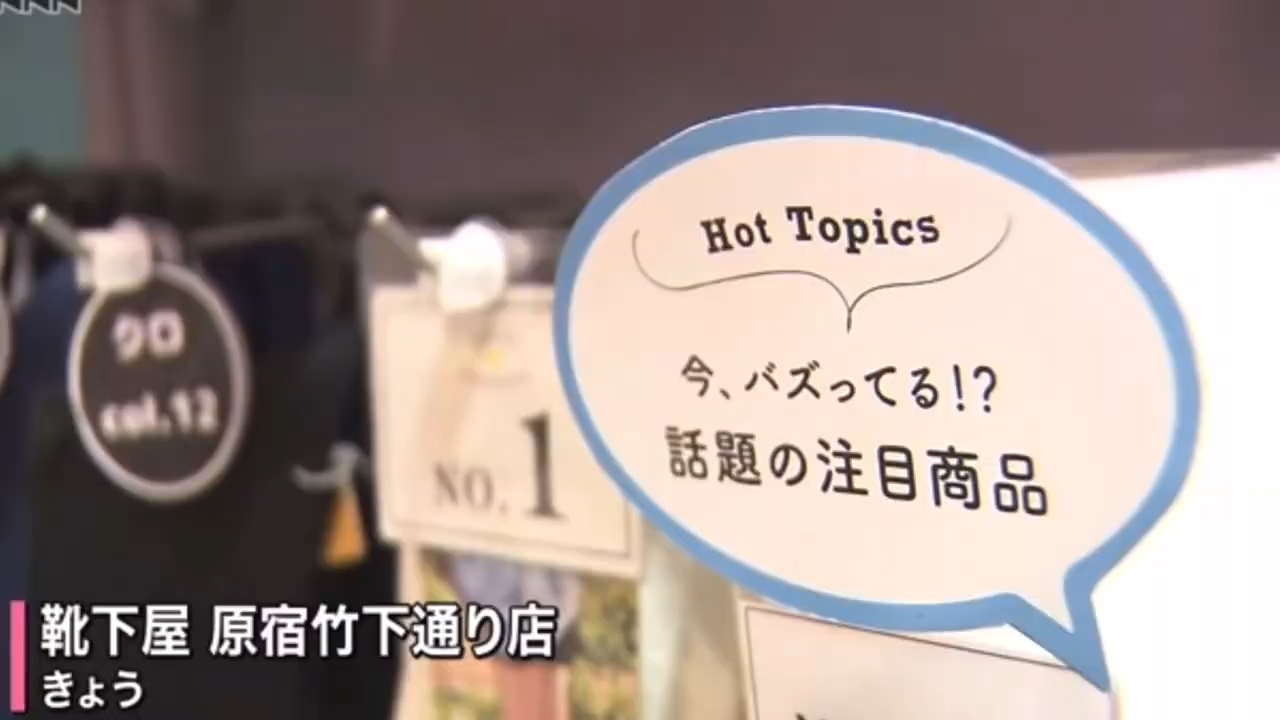 NNN
クロ
col.12
NO.1
Hot Topics
今、バズってる!?
話題の注目商品
靴下屋 原宿竹下通り店
きょう